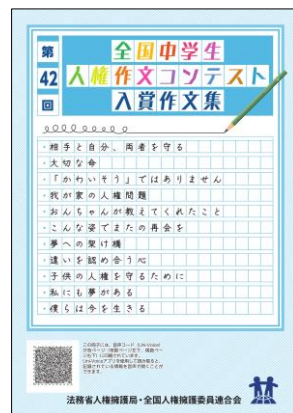 第
42
回
全国中学生
人権作文コンテスト
入賞作文集
・相手と自分、両者を守る
・大切な命
・「かわいそう」ではありません
・我が家の人権問題
・おんちゃんが教えてくれたこと
・こんな姿でまたの再会を
・夢への架け橋
・違いを認め合う心
・子供の人権を守るために
・私にも夢がある
・僕らは今を生きる
法務省人権擁護局・全国人権擁護委員連合会